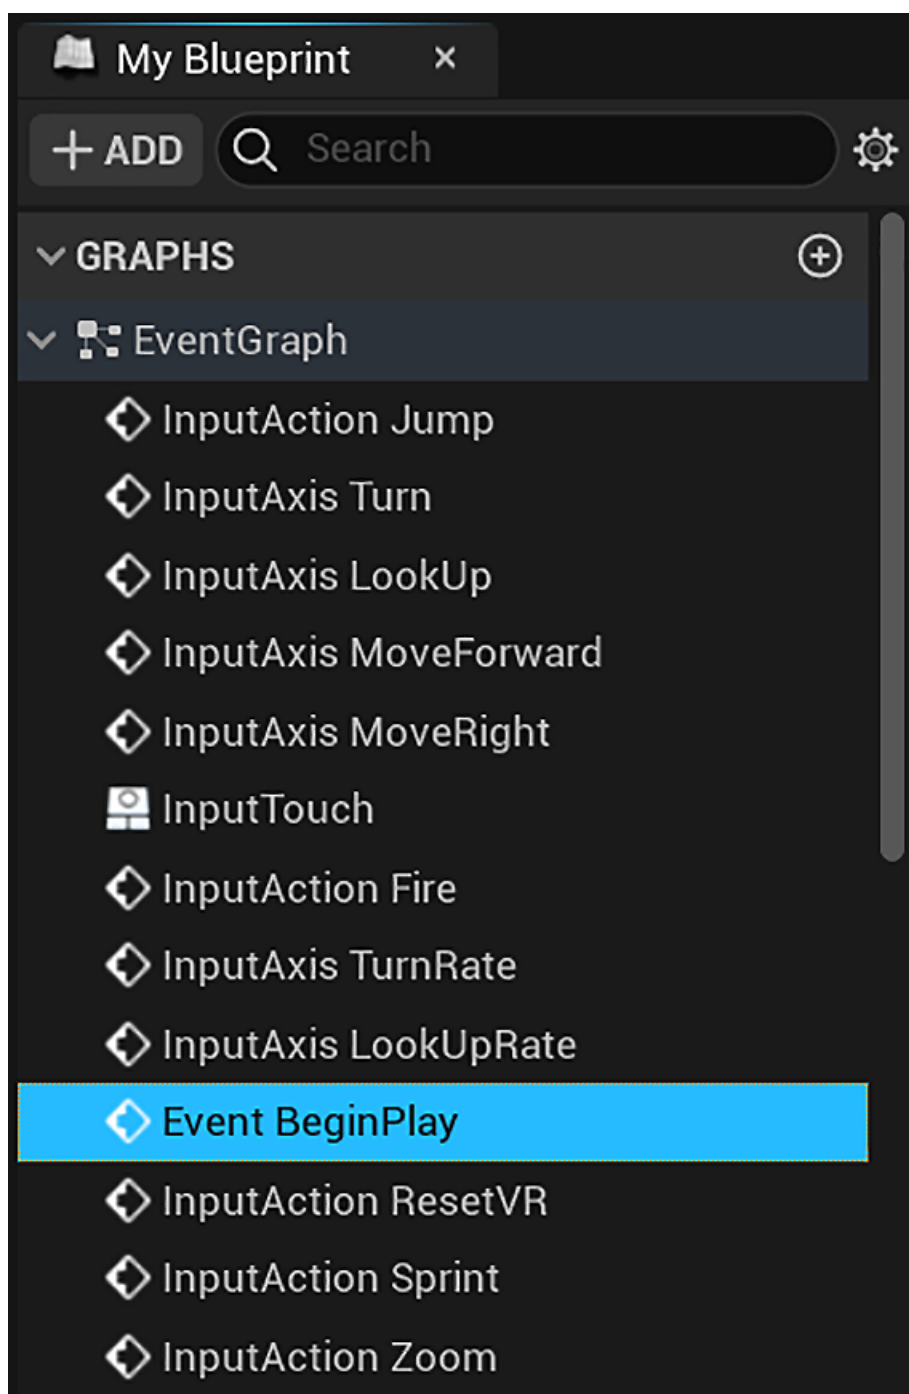 My Blueprint
ADD
Search
GRAPHS
EventGraph
InputAction Jump
InputAxis Turn
InputAxis LookUp
InputAxis MoveForward
InputAxis MoveRight
InputTouch
InputAction Fire
InputAxis TurnRate
InputAxis LookUpRate
Event BeginPlay
InputAction ResetVR
InputAction Sprint
InputAction Zoom